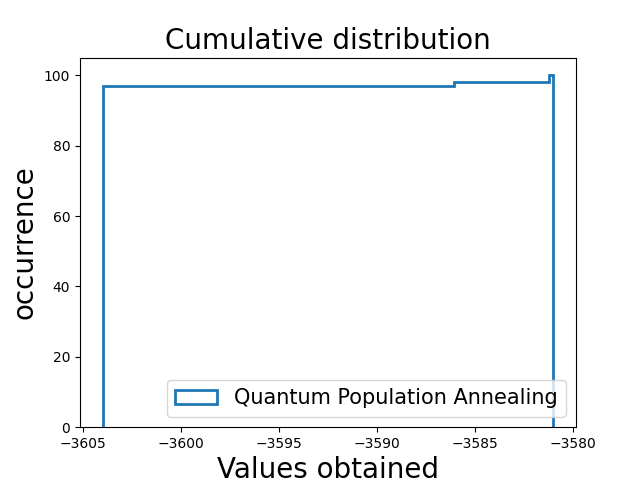 Cumulative distribution
occurrence
100
80
60
40
20
0
Quantum Population Annealing
−3605 −3600 −3595 −3590 −3585 −3580
Values obtained